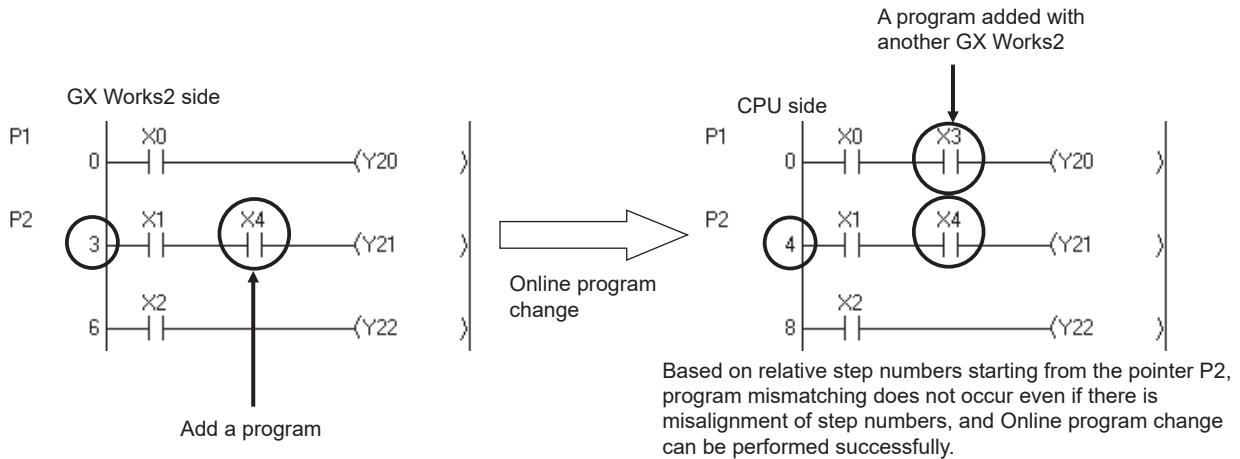 A program added with
another GX Works2
GX Works2 side
P1
X0
0
(Y20
P2
X1
X4
3
(Y21
X2
6
(Y22
Add a program
Online program
change
CPU side
P1
X0
X3
0
(Y20
P2
X1
X4
4
(Y21
X2
8
(Y22
Based on relative step numbers starting from the pointer P2,
program mismatching does not occur even if there is
misalignment of step numbers, and Online program change
can be performed successfully.